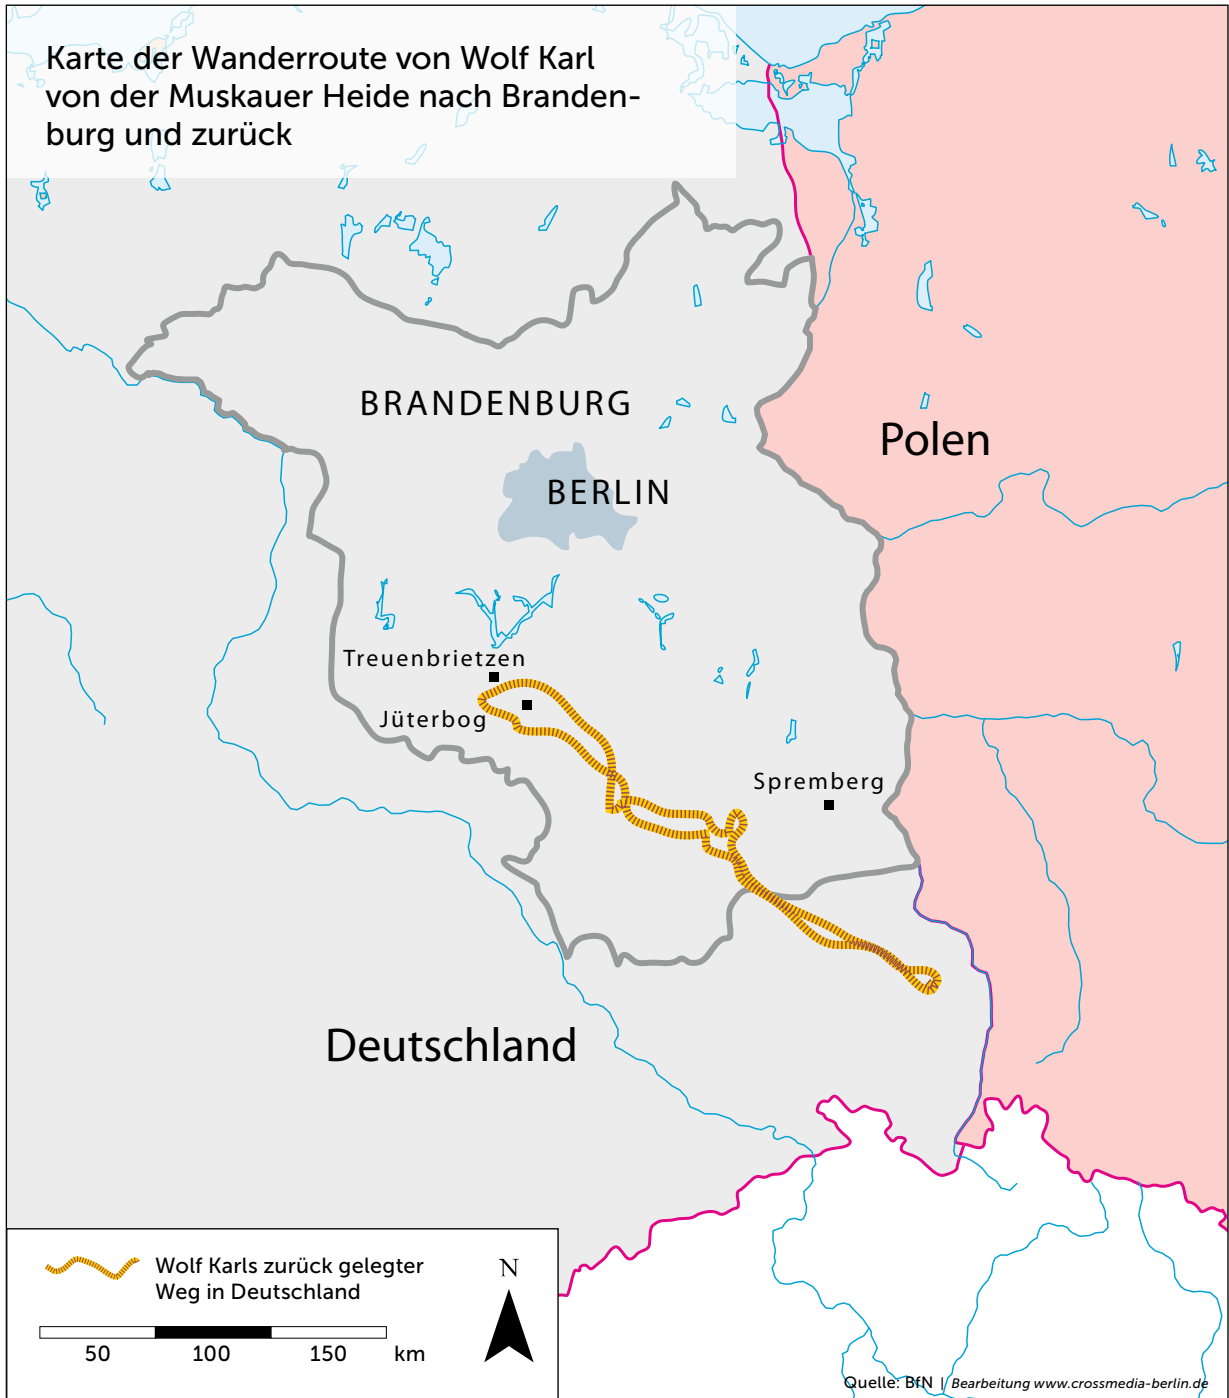 Karte der Wanderroute von Wolf Karl
von der Muskauer Heide nach Branden-
burg und zurück
BRANDENBURG
Polen
BERLIN
Treuenbrietzen
Jüterbog
Spremberg
Deutschland
Wolf Karls zurück gelegter
Weg in Deutschland
N
50 100 150 km
Quelle: BfN | Bearbeitung www.crossmedia-berlin.de